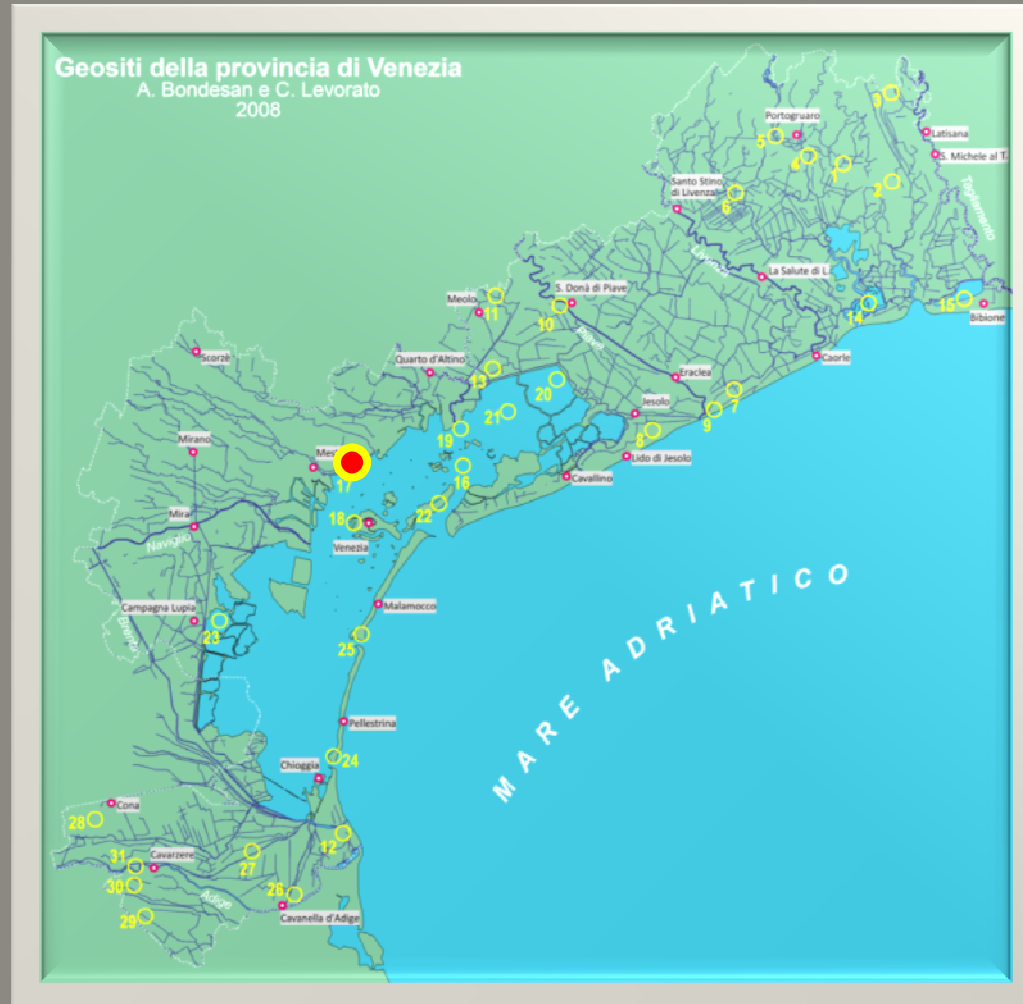 Geositi della provincia di Venezia
A. Bondesan e C. Levorato
2008
3
Portogruaro
5
4
1
Latisana
S. Michele al T.
2
Tagliamento
Santo Stino
di Livenza
6
Livenza
La Salute di L.
14
15
Bibione
Meolo
11
S. Donà di Piave
10
Piave
Caorle
Scorzè
Quarto d'Altino
13
20
Eraclea
7
9
Jesolo
8
Lido di Jesolo
21
19
Mirano
17
16
Cavallino
22
18
Venezia
Mira
Naviglio
MARE ADRIATICO
Campagna Lupia
Brenta
23
Malamocco
25
Pellestrina
24
Chioggia
Cona
28
12
31
Cavarzere
27
30
26
Adige
29
Cavanella d'Adige